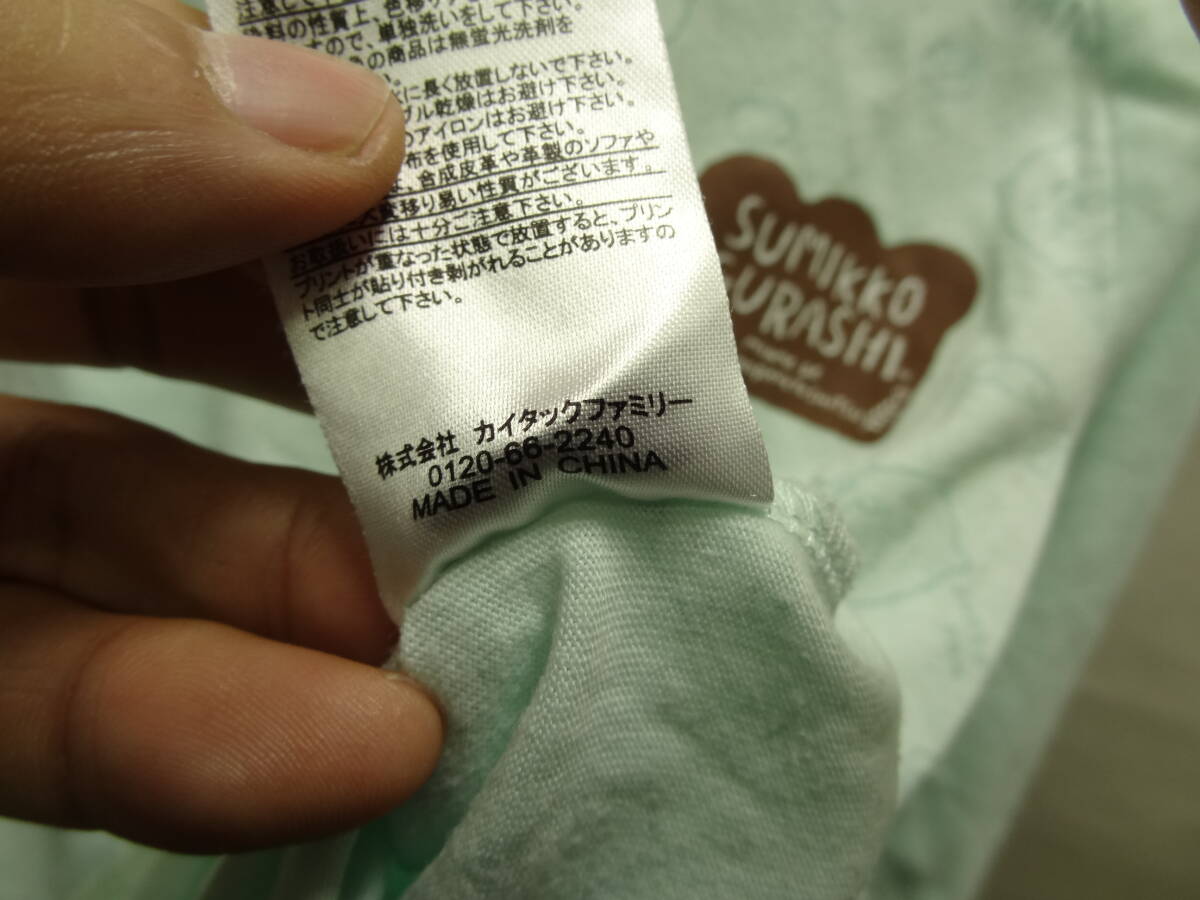 注意して下
染料の性質上、色移り
すので、単独洗いをして下さい。
の商品は無蛍光洗剤を
い。
に長く放置しないで下さい。
ブル乾燥はお避け下さい。
のアイロンはお避け下さい。
布を使用して下さい。
合成皮革や革製のソファや
大変移り易い性質がございます。
お取扱いには十分ご注意下さい。
プリントが重なった状態で放置すると、プリン
ト同士が貼り付き剥がれることがありますの
で注意して下さい。
株式会社 カイタックファミリー
0120-66-2240
MADE IN CHINA
SUMIKKO
GURASHI